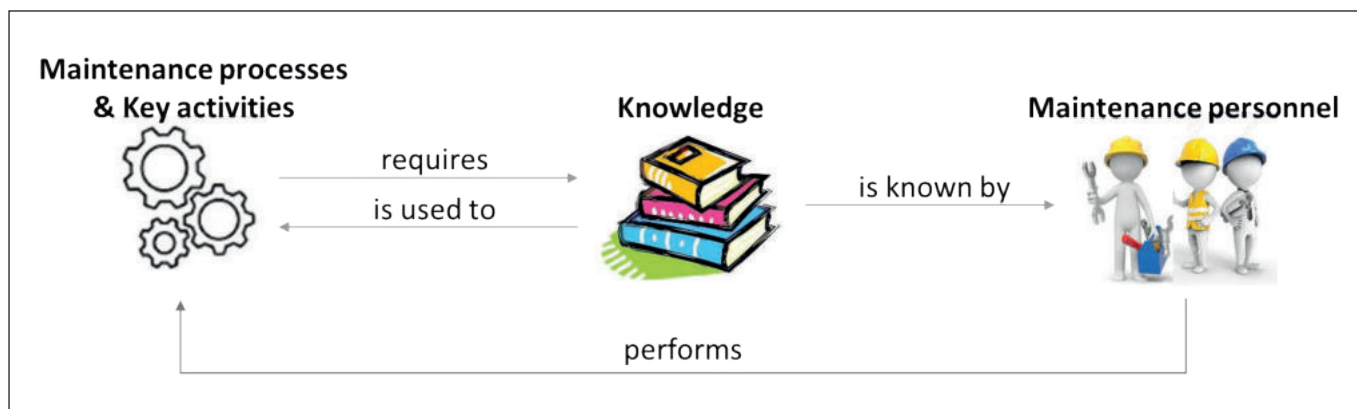 Maintenance processes
& Key activities
Knowledge
Maintenance personnel
requires
is used to
is known by
performs